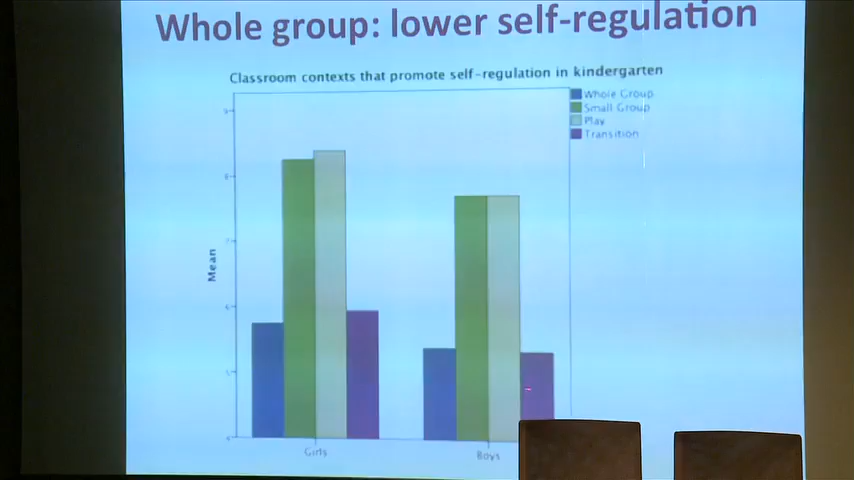 Whole group: lower self-regulation
Classroom contexts that promote self-regulation in kindergarten
Whole Group
Small Group
Play
Transition
Mean
Girls
Boys